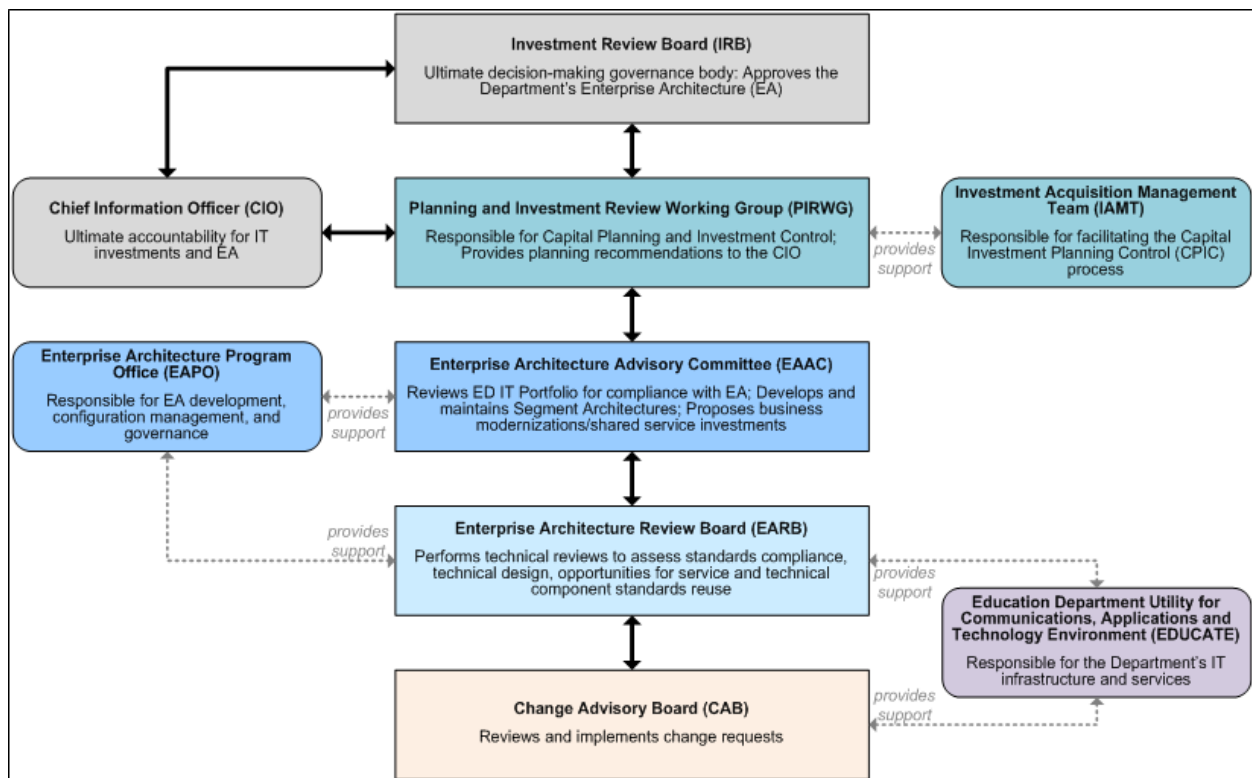 Investment Review Board (IRB)
Ultimate decision-making governance body: Approves the
Department's Enterprise Architecture (EA)
Chief Information Officer (CIO)
Ultimate accountability for IT
investments and EA
Planning and Investment Review Working Group (PIRWG)
Responsible for Capital Planning and Investment Control;
Provides planning recommendations to the CIO
provides
support
Investment Acquisition Management
Team (IAMT)
Responsible for facilitating the Capital
Investment Planning Control (CPIC)
process
Enterprise Architecture Program
Office (EAPO)
Responsible for EA development,
configuration management, and
governance
provides
support
Enterprise Architecture Advisory Committee (EAAC)
Reviews ED IT Portfolio for compliance with EA; Develops and
maintains Segment Architectures; Proposes business
modernizations/shared service investments
provides
support
Enterprise Architecture Review Board (EARB)
Performs technical reviews to assess standards compliance,
technical design, opportunities for service and technical
component standards reuse
provides
support
Education Department Utility for
Communications, Applications and
Technology Environment (EDUCATE)
Responsible for the Department's IT
infrastructure and services
Change Advisory Board (CAB)
Reviews and implements change requests
provides
support